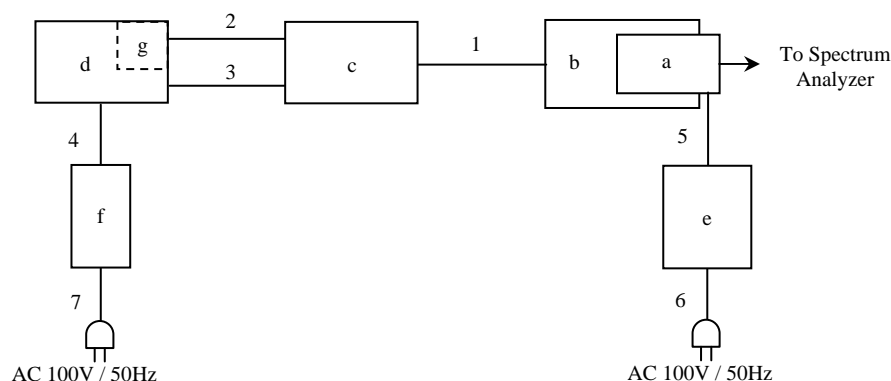 2
g
d
3
c
1
b
a
To Spectrum
Analyzer
4
5
f
e
7
6
AC 100V / 50Hz
AC 100V / 50Hz